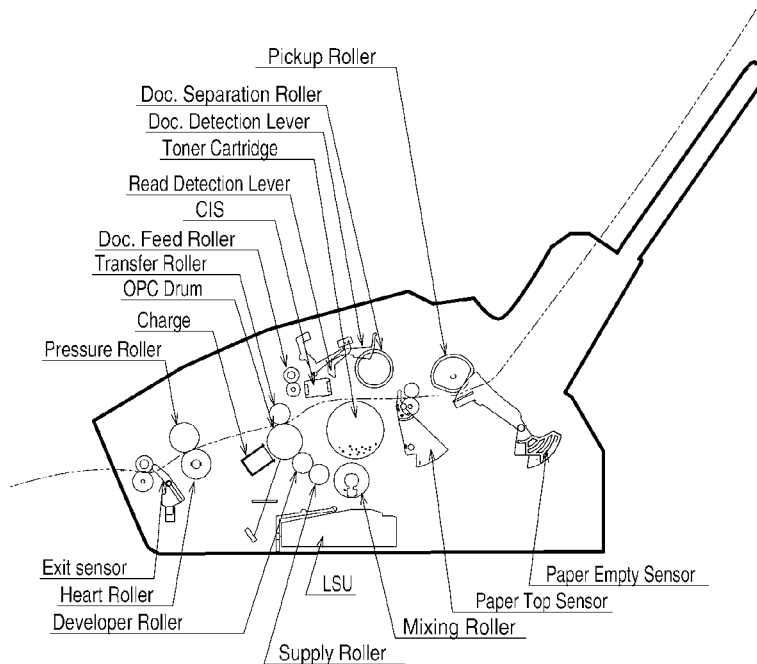 Pickup Roller
Doc. Separation Roller
Doc. Detection Lever
Toner Cartridge
Read Detection Lever
CIS
Doc. Feed Roller
Transfer Roller
OPC Drum
Charge
Pressure Roller
Exit sensor
Heart Roller
Developer Roller
Supply Roller
LSU
Mixing Roller
Paper Top Sensor
Paper Empty Sensor